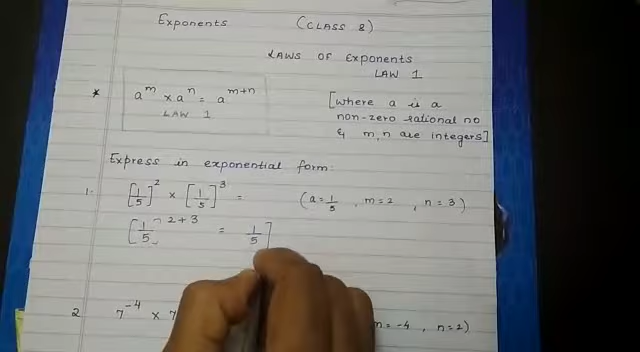 Exponents (CLASS 8)
LAWS OF Exponents
LAW 1
* a^m × a^n = a^{m+n} [where a is a
LAW 1 non-zero rational no
& m, n are integers]
Express in exponential form:
1. [1/5]^2 × [1/5]^3 = (a = 1/5, m = 2, n = 3)
[1/5]^{2+3} = 1/5]
2. 7^{-4} × 7 m = -4, n = 2)